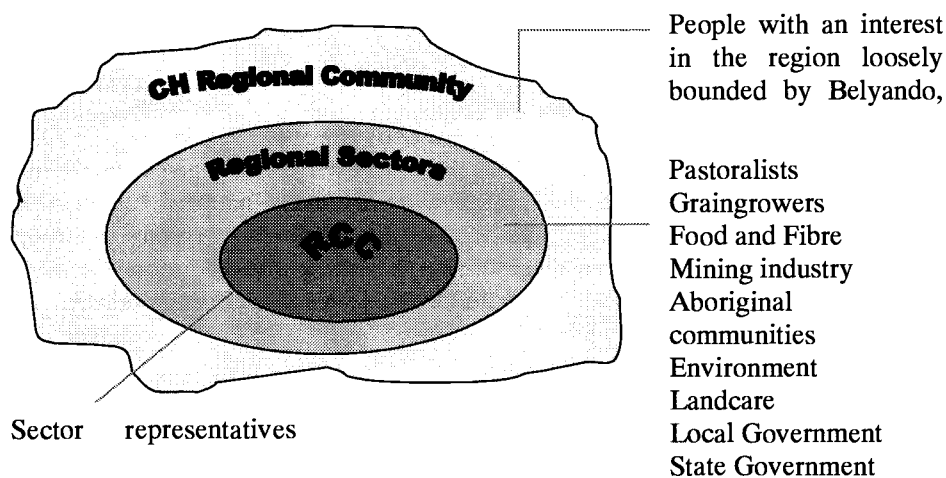 People with an interest
in the region loosely
bounded by Belyando,
CH Regional Community
Regional Sectors
RCC
Pastoralists
Graingrowers
Food and Fibre
Mining industry
Aboriginal
communities
Environment
Landcare
Local Government
State Government
Sector representatives